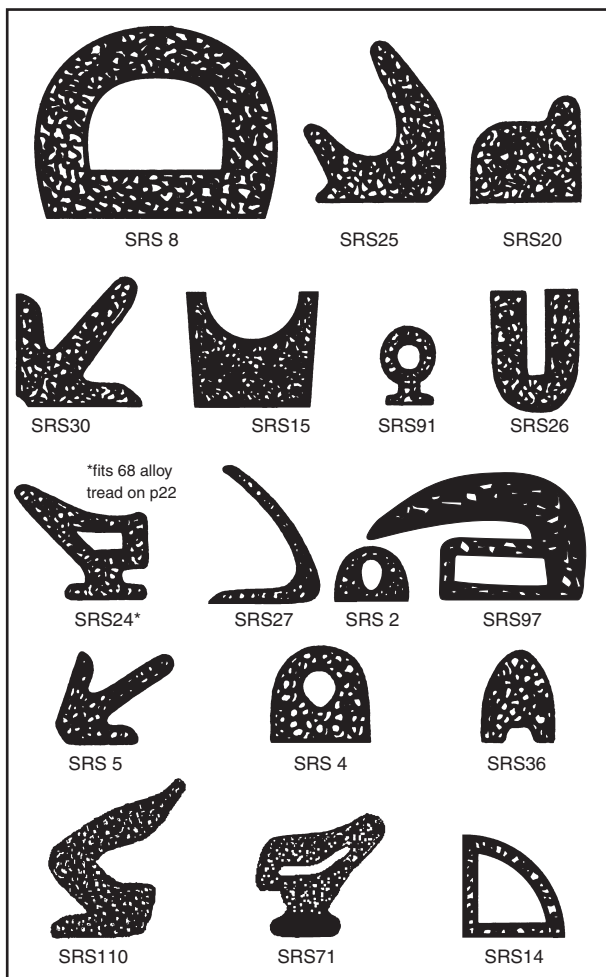 SRS 8
SRS25
SRS20
SRS30
SRS15
SRS91
SRS26
*fits 68 alloy
tread on p22
SRS24*
SRS27
SRS 2
SRS97
SRS 5
SRS 4
SRS36
SRS110
SRS71
SRS14